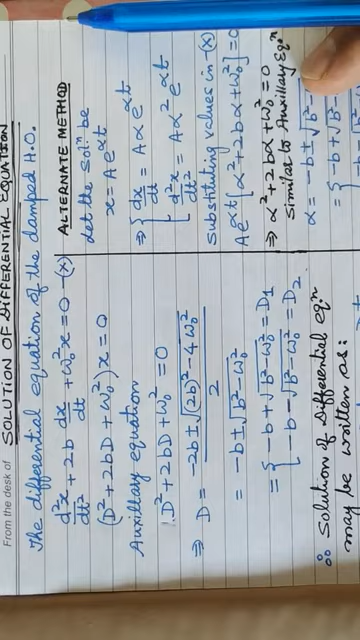 From the desk of
SOLUTION OF DIFFERENTIAL EQUATION
The differential equation of the damped H.O.
d²x/dt² + 2b dx/dt + ω₀²x = 0 -(x)
(D² + 2bD + ω₀²)x = 0
Auxillary equation
D² + 2bD + ω₀² = 0
⇒ D = -2b ± √(2b)² - 4ω₀² / 2
= -b ± √b² - ω₀²
= { -b + √b² - ω₀² = D₁
-b - √b² - ω₀² = D₂
∴ Solution of Differential eqⁿ
may be written as:
ALTERNATE METHOD
Let the Solⁿ be
x = A e^αt
⇒ { dx/dt = A α e^αt
d²x/dt² = A α² e^αt
Substituting values in -(x)
A e^αt [α² + 2bα + ω₀²] = 0
⇒ α² + 2bα + ω₀² = 0
Similar to Auxillary Eqⁿ
α = -b ± √b² -
= { -b + √b² -